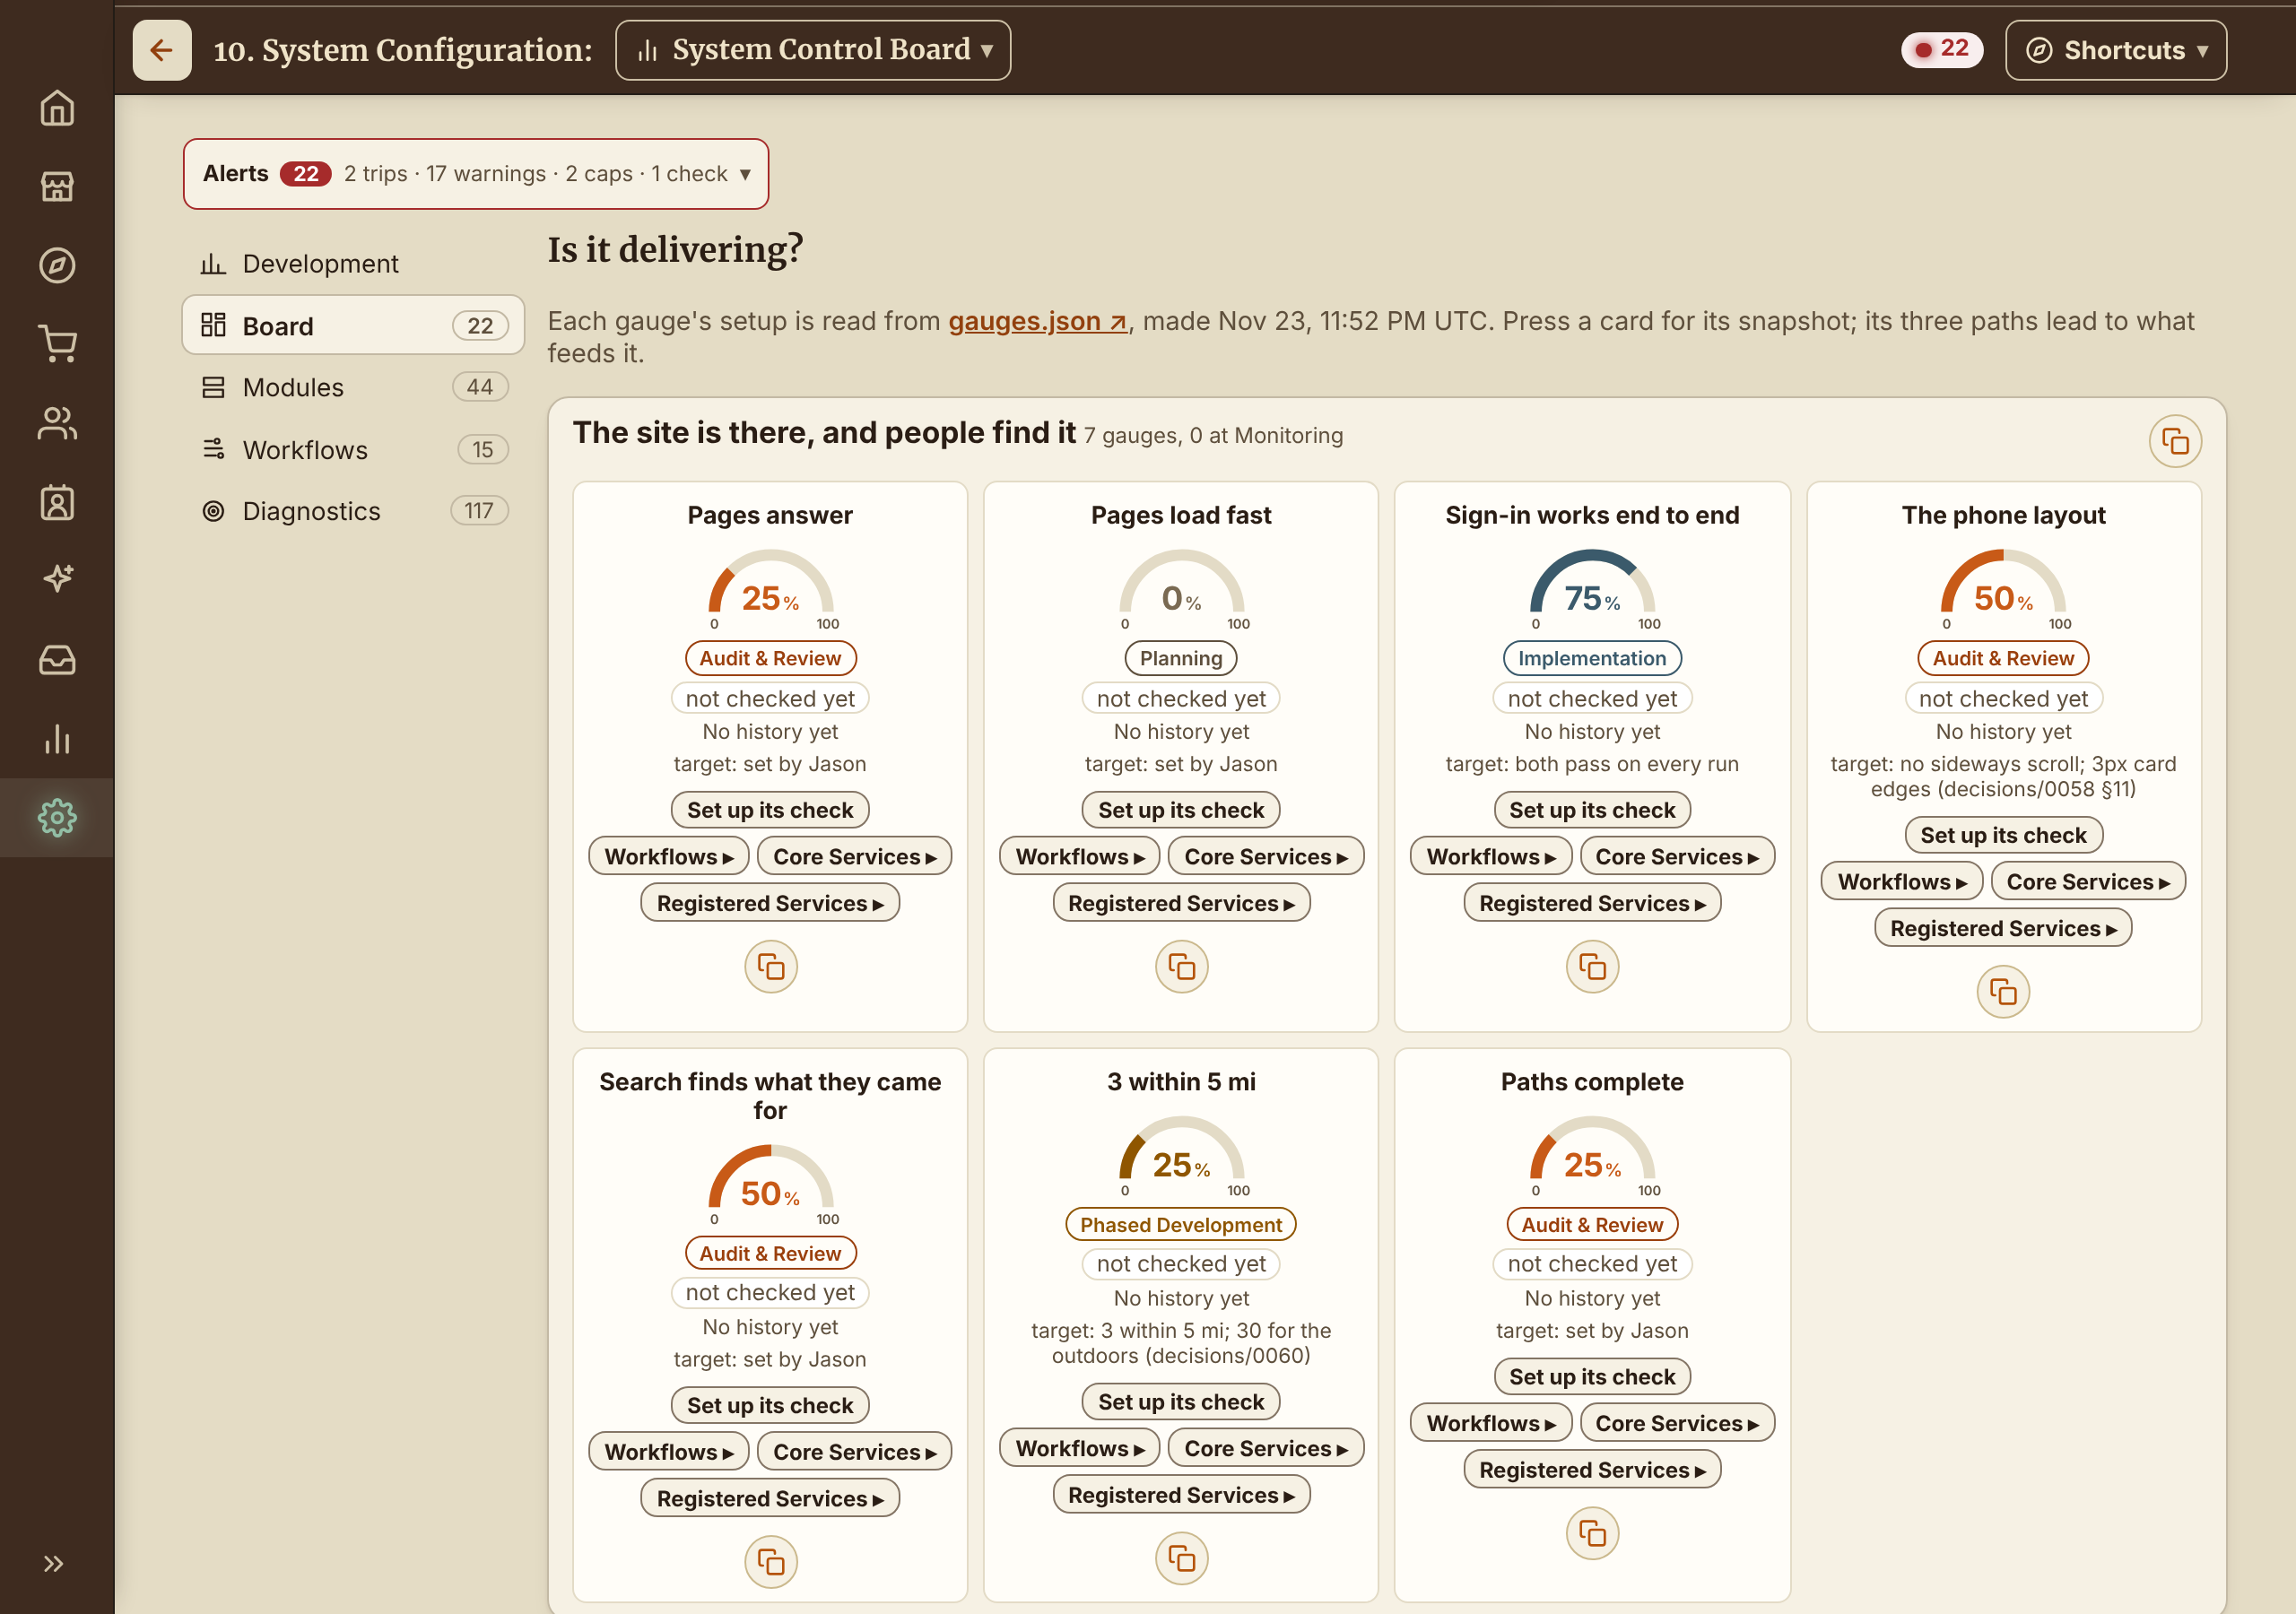 10. System Configuration:
System Control Board ▾
22
Shortcuts ▾
Alerts 22 2 trips · 17 warnings · 2 caps · 1 check ▾
Development
Board 22
Modules 44
Workflows 15
Diagnostics 117
Is it delivering?
Each gauge's setup is read from gauges.json ↗, made Nov 23, 11:52 PM UTC. Press a card for its snapshot; its three paths lead to what
feeds it.
The site is there, and people find it 7 gauges, 0 at Monitoring
Pages answer
25%
0 100
Audit & Review
not checked yet
No history yet
target: set by Jason
Set up its check
Workflows ▸ Core Services ▸
Registered Services ▸
Pages load fast
0%
0 100
Planning
not checked yet
No history yet
target: set by Jason
Set up its check
Workflows ▸ Core Services ▸
Registered Services ▸
Sign-in works end to end
75%
0 100
Implementation
not checked yet
No history yet
target: both pass on every run
Set up its check
Workflows ▸ Core Services ▸
Registered Services ▸
The phone layout
50%
0 100
Audit & Review
not checked yet
No history yet
target: no sideways scroll; 3px card
edges (decisions/0058 §11)
Set up its check
Workflows ▸ Core Services ▸
Registered Services ▸
Search finds what they came
for
50%
0 100
Audit & Review
not checked yet
No history yet
target: set by Jason
Set up its check
Workflows ▸ Core Services ▸
Registered Services ▸
3 within 5 mi
25%
0 100
Phased Development
not checked yet
No history yet
target: 3 within 5 mi; 30 for the
outdoors (decisions/0060)
Set up its check
Workflows ▸ Core Services ▸
Registered Services ▸
Paths complete
25%
0 100
Audit & Review
not checked yet
No history yet
target: set by Jason
Set up its check
Workflows ▸ Core Services ▸
Registered Services ▸